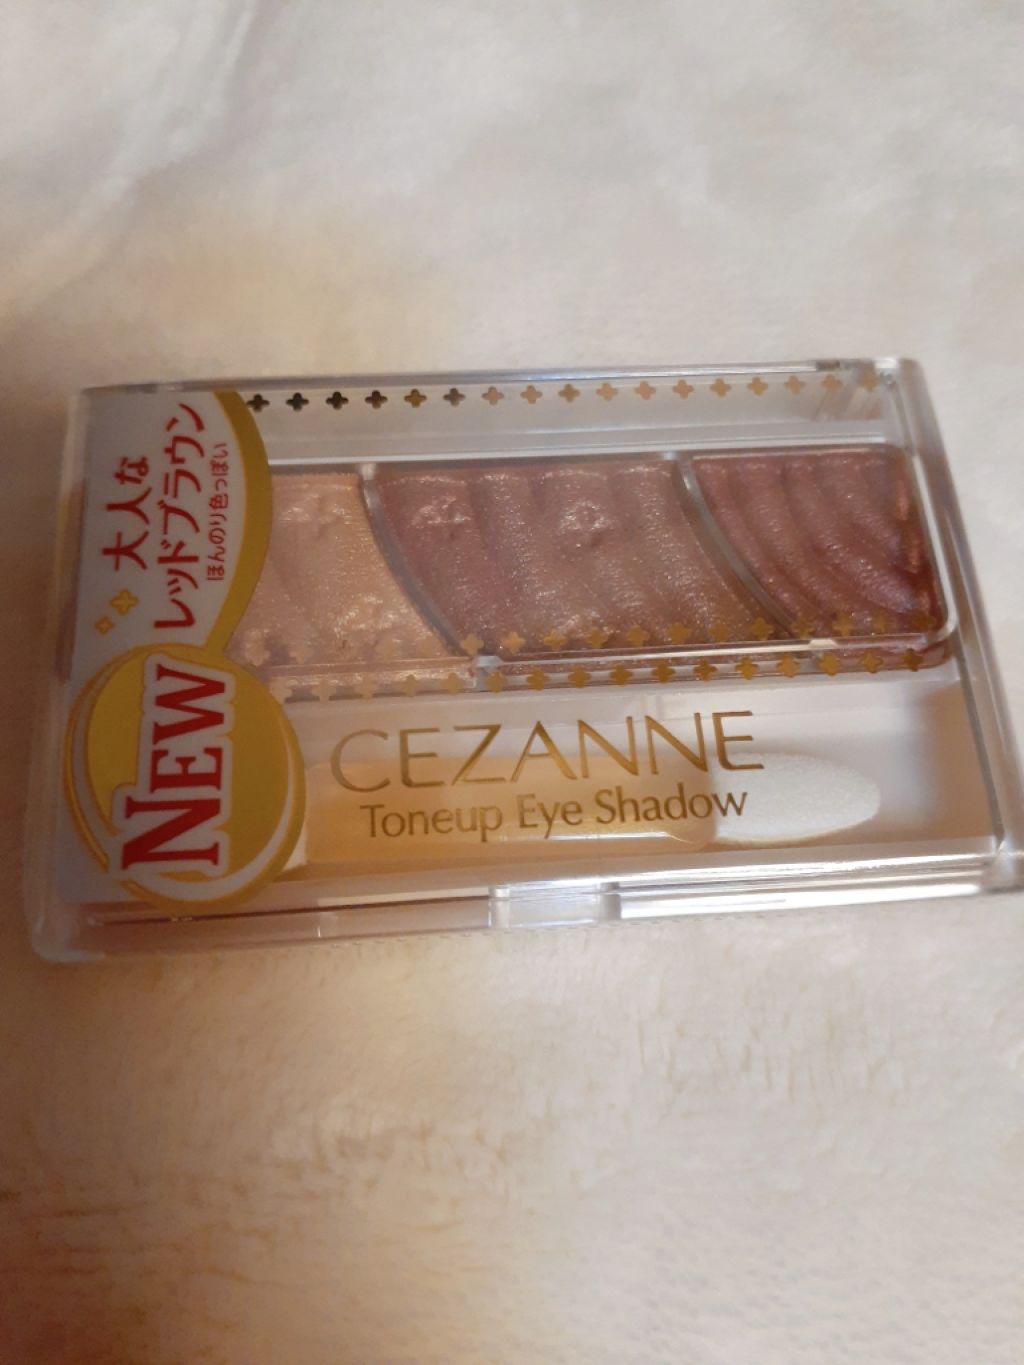 大人な
レッドブラウン
ほんのり色っぽい
NEW
CEZANNE
Toneup Eye Shadow